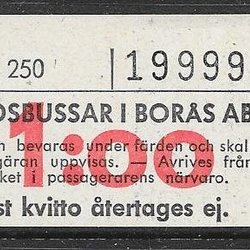 250 19999
OSBUSSAR I BORÅS AB
1:00
bevaras under färden och skal
uppvisas. — Avrives från
ket i passagerarens närvaro.
st kvitto återtages ej.